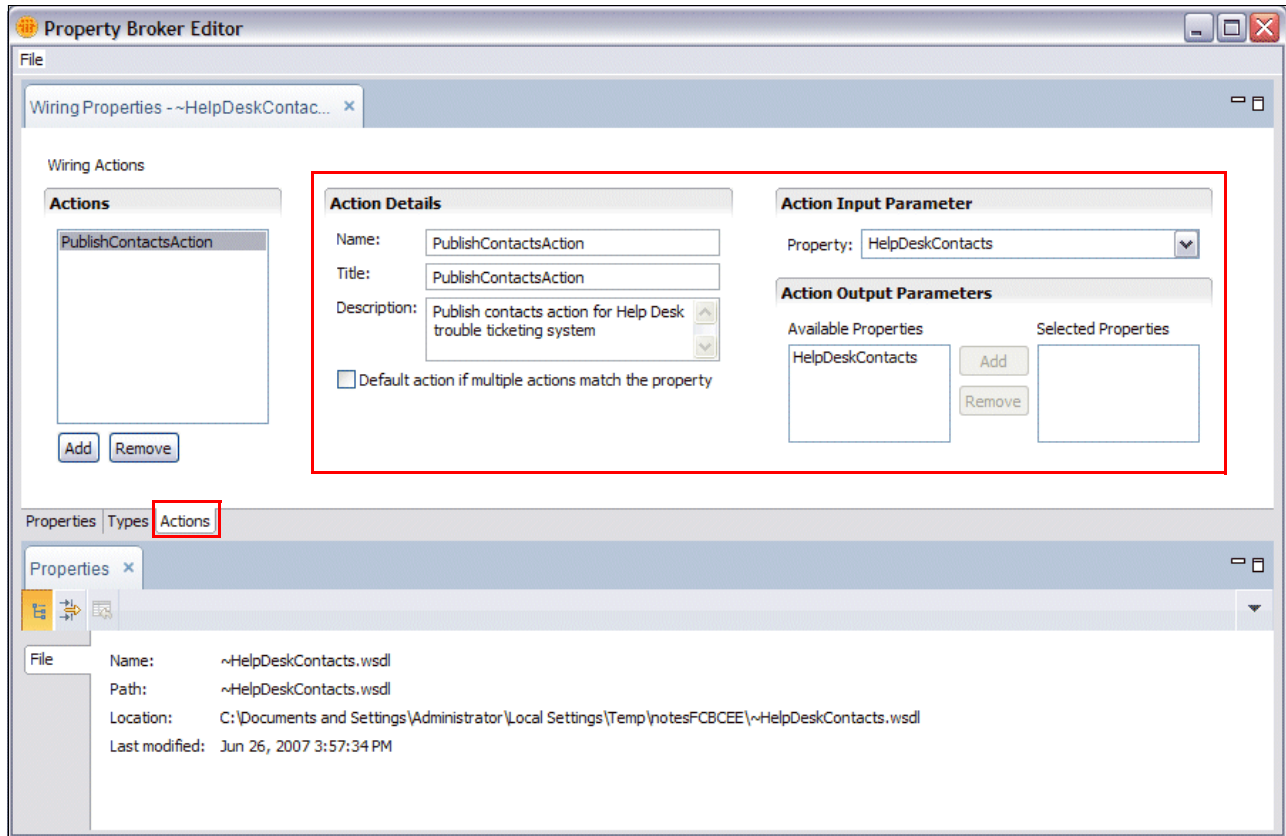 Property Broker Editor
File
Wiring Properties - ~HelpDeskContac...
Wiring Actions
Actions
PublishContactsAction
Add Remove
Action Details
Name: PublishContactsAction
Title: PublishContactsAction
Description: Publish contacts action for Help Desk
trouble ticketing system
Default action if multiple actions match the property
Action Input Parameter
Property: HelpDeskContacts
Action Output Parameters
Available Properties Selected Properties
HelpDeskContacts
Add
Remove
Properties Types Actions
Properties
File
Name: ~HelpDeskContacts.wsdl
Path: ~HelpDeskContacts.wsdl
Location: C:\Documents and Settings\Administrator\Local Settings\Temp\notesFCBCEE\~HelpDeskContacts.wsdl
Last modified: Jun 26, 2007 3:57:34 PM